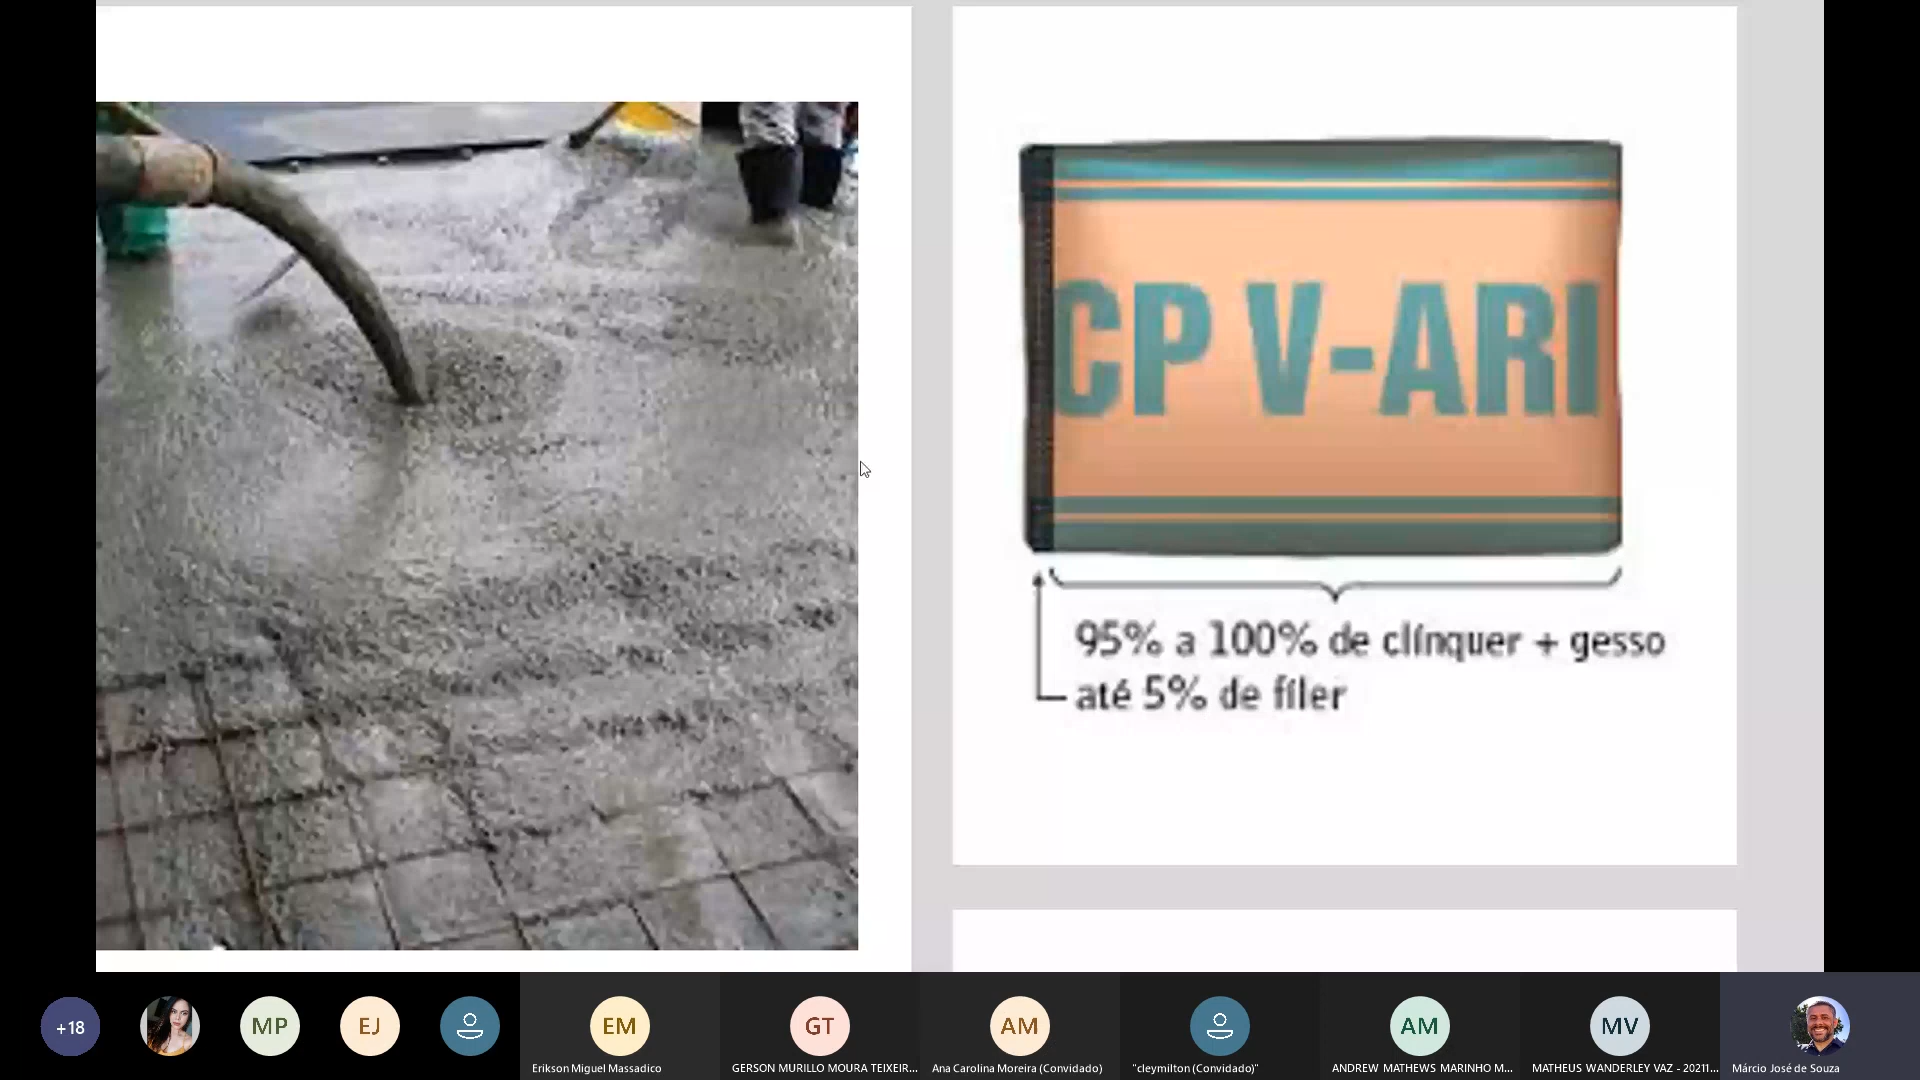 CP V-ARI
95% a 100% de clínquer + gesso
até 5% de fíler
+18
MP
EJ
EM
GT
AM
AM
MV
Erikson Miguel Massadico
GERSON MURILLO MOURA TEIXEIR...
Ana Carolina Moreira (Convidado)
"cleymilton (Convidado)"
ANDREW MATHEWS MARINHO M...
MATHEUS WANDERLEY VAZ - 20211...
Márcio José de Souza